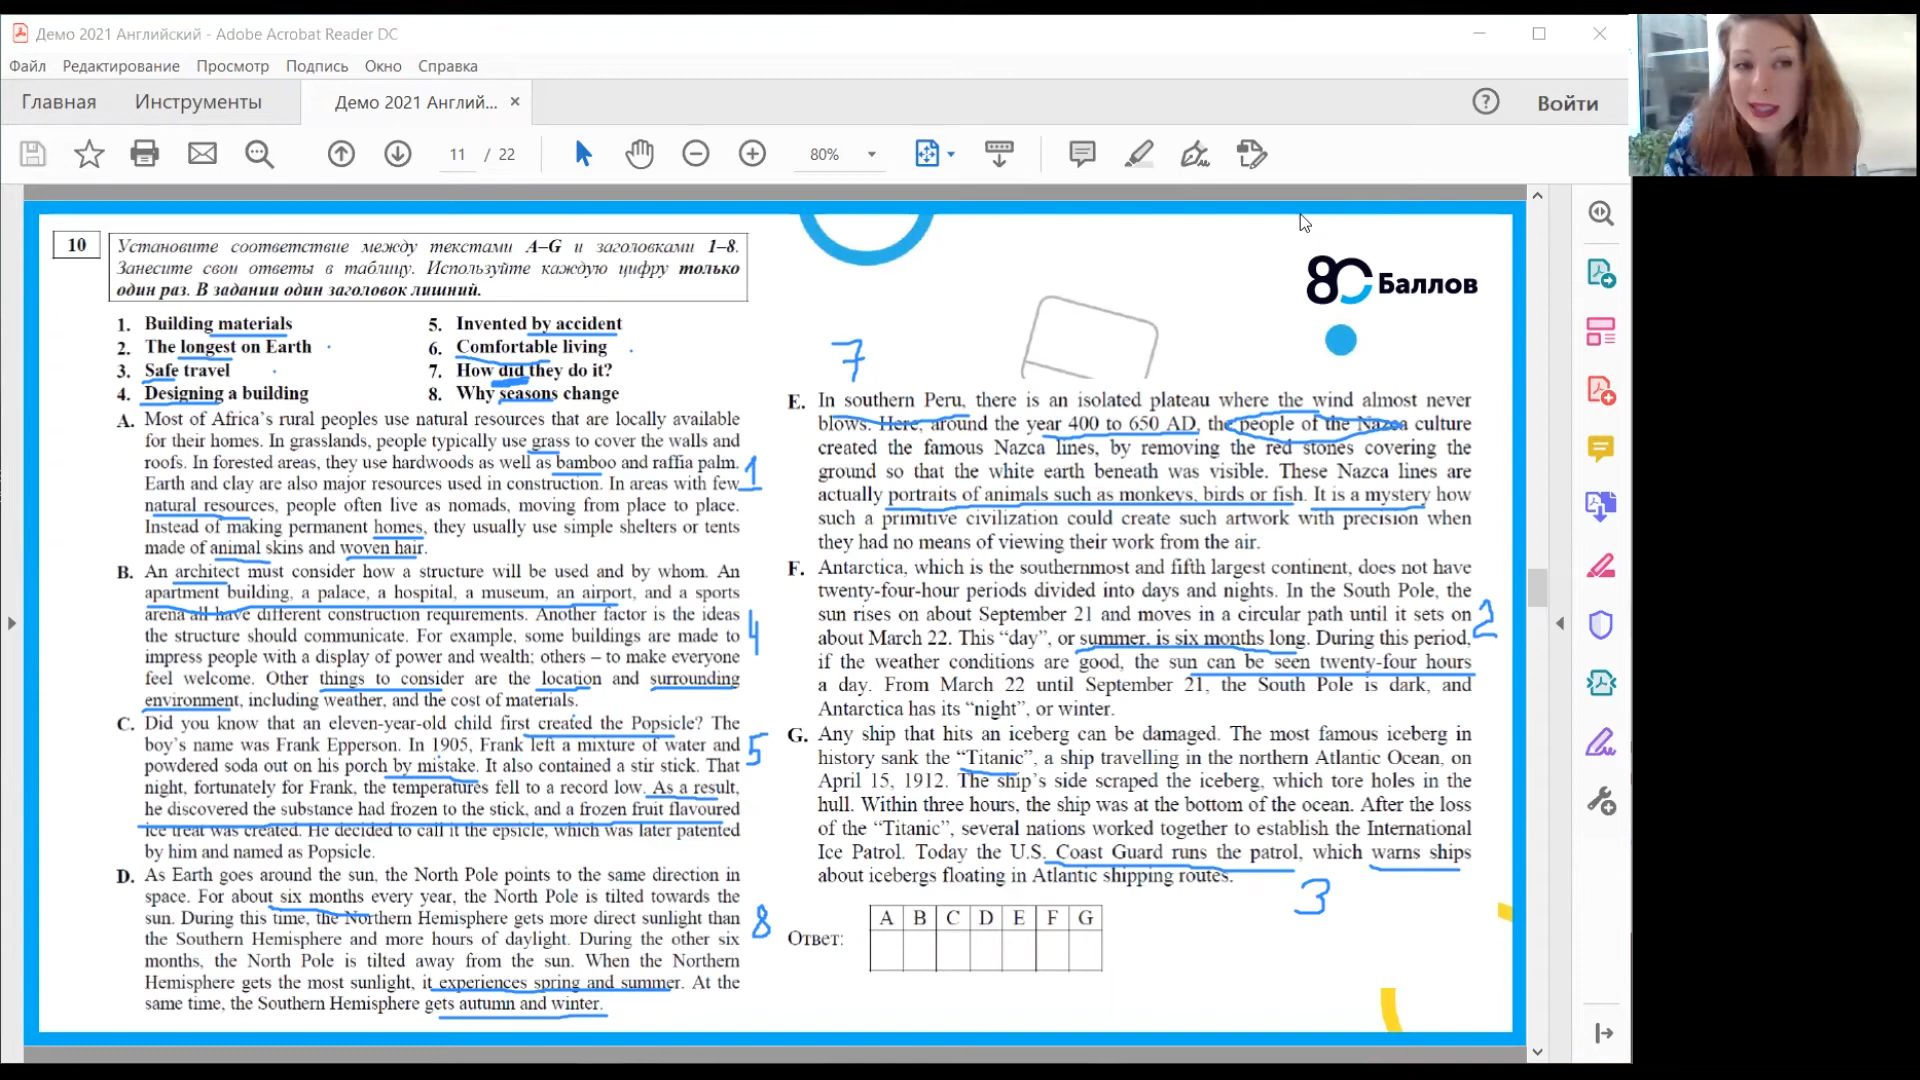 Демо 2021 Английский - Adobe Acrobat Reader DC
Файл Редактирование Просмотр Подпись Окно Справка
Главная Инструменты Демо 2021 Англий... × ? Войти
11 / 22 80%
10
Установите соответствие между текстами A–G и заголовками 1–8.
Занесите свои ответы в таблицу. Используйте каждую цифру только
один раз. В задании один заголовок лишний.
1. Building materials
2. The longest on Earth
3. Safe travel
4. Designing a building
5. Invented by accident
6. Comfortable living
7. How did they do it?
8. Why seasons change
A. Most of Africa's rural peoples use natural resources that are locally available
for their homes. In grasslands, people typically use grass to cover the walls and
roofs. In forested areas, they use hardwoods as well as bamboo and raffia palm.
Earth and clay are also major resources used in construction. In areas with few
natural resources, people often live as nomads, moving from place to place.
Instead of making permanent homes, they usually use simple shelters or tents
made of animal skins and woven hair.
1
B. An architect must consider how a structure will be used and by whom. An
apartment building, a palace, a hospital, a museum, an airport, and a sports
arena all have different construction requirements. Another factor is the ideas
the structure should communicate. For example, some buildings are made to
impress people with a display of power and wealth; others – to make everyone
feel welcome. Other things to consider are the location and surrounding
environment, including weather, and the cost of materials.
4
C. Did you know that an eleven-year-old child first created the Popsicle? The
boy's name was Frank Epperson. In 1905, Frank left a mixture of water and
powdered soda out on his porch by mistake. It also contained a stir stick. That
night, fortunately for Frank, the temperatures fell to a record low. As a result,
he discovered the substance had frozen to the stick, and a frozen fruit flavoured
ice treat was created. He decided to call it the epsicle, which was later patented
by him and named as Popsicle.
5
D. As Earth goes around the sun, the North Pole points to the same direction in
space. For about six months every year, the North Pole is tilted towards the
sun. During this time, the Northern Hemisphere gets more direct sunlight than
the Southern Hemisphere and more hours of daylight. During the other six
months, the North Pole is tilted away from the sun. When the Northern
Hemisphere gets the most sunlight, it experiences spring and summer. At the
same time, the Southern Hemisphere gets autumn and winter.
8
80 Баллов
7
E. In southern Peru, there is an isolated plateau where the wind almost never
blows. Here, around the year 400 to 650 AD, the people of the Nazca culture
created the famous Nazca lines, by removing the red stones covering the
ground so that the white earth beneath was visible. These Nazca lines are
actually portraits of animals such as monkeys, birds or fish. It is a mystery how
such a primitive civilization could create such artwork with precision when
they had no means of viewing their work from the air.
F. Antarctica, which is the southernmost and fifth largest continent, does not have
twenty-four-hour periods divided into days and nights. In the South Pole, the
sun rises on about September 21 and moves in a circular path until it sets on
about March 22. This “day”, or summer, is six months long. During this period,
if the weather conditions are good, the sun can be seen twenty-four hours
a day. From March 22 until September 21, the South Pole is dark, and
Antarctica has its “night”, or winter.
2
G. Any ship that hits an iceberg can be damaged. The most famous iceberg in
history sank the “Titanic”, a ship travelling in the northern Atlantic Ocean, on
April 15, 1912. The ship's side scraped the iceberg, which tore holes in the
hull. Within three hours, the ship was at the bottom of the ocean. After the loss
of the “Titanic”, several nations worked together to establish the International
Ice Patrol. Today the U.S. Coast Guard runs the patrol, which warns ships
about icebergs floating in Atlantic shipping routes.
3
A B C D E F G
Ответ: